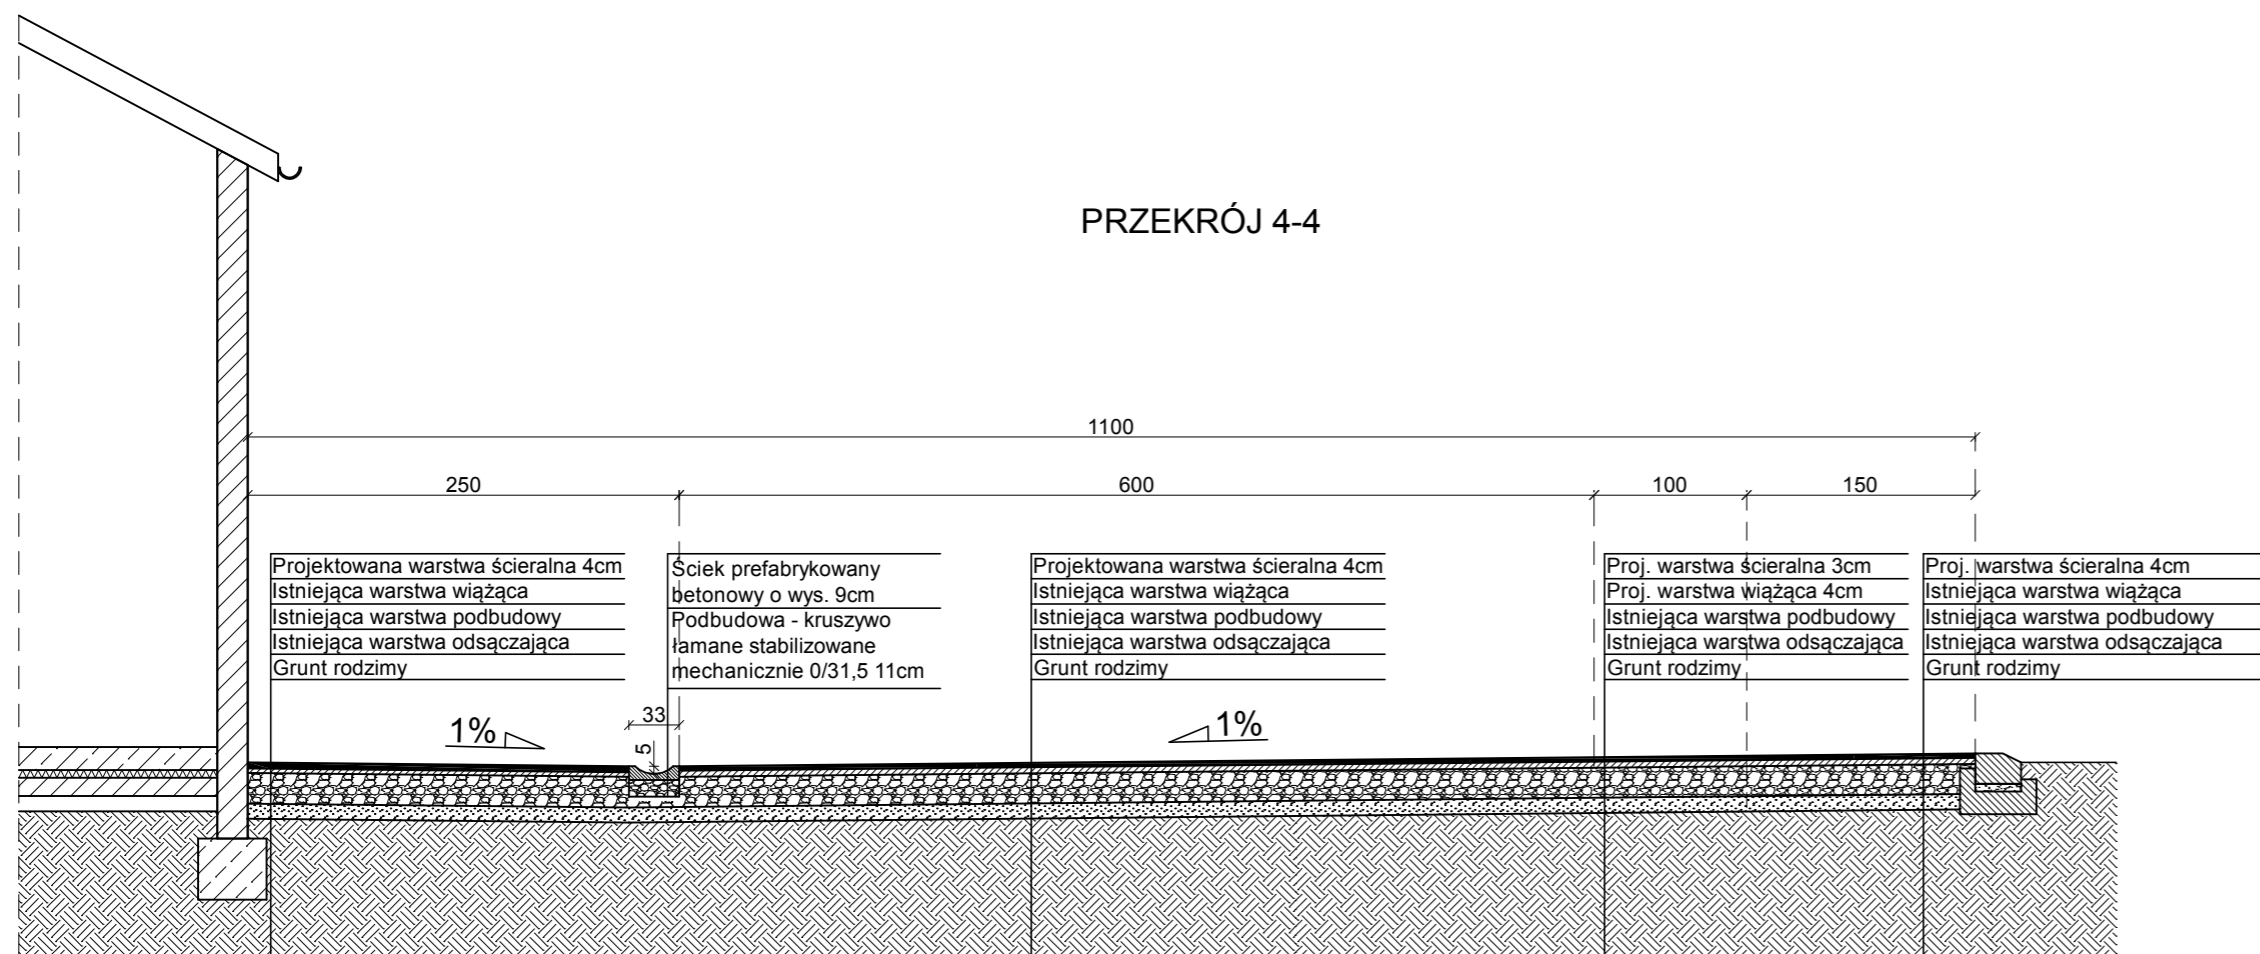 PRZEKRÓJ 4-4
1100
250
600
100
150
Projektowana warstwa ścieralna 4cm
Istniejąca warstwa wiążąca
Istniejąca warstwa podbudowy
Istniejąca warstwa odsączająca
Grunt rodzimy
Ściek prefabrykowany
betonowy o wys. 9cm
Podbudowa - kruszywo
łamane stabilizowane
mechanicznie 0/31,5 11cm
Projektowana warstwa ścieralna 4cm
Istniejąca warstwa wiążąca
Istniejąca warstwa podbudowy
Istniejąca warstwa odsączająca
Grunt rodzimy
Proj. warstwa ścieralna 3cm
Proj. warstwa wiążąca 4cm
Istniejąca warstwa podbudowy
Istniejąca warstwa odsączająca
Grunt rodzimy
Proj. warstwa ścieralna 4cm
Istniejąca warstwa wiążąca
Istniejąca warstwa podbudowy
Istniejąca warstwa odsączająca
Grunt rodzimy
1%
33
5
1%